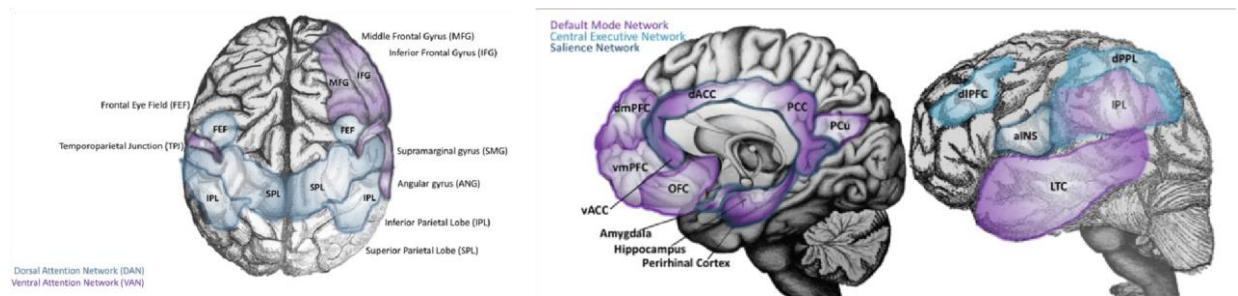 Middle Frontal Gyrus (MFG)
Inferior Frontal Gyrus (IFG)
MFG
IFG
Frontal Eye Field (FEF)
FEF
FEF
Temporoparietal Junction (TPJ)
Supramarginal gyrus (SMG)
SPL
SPL
Angular gyrus (ANG)
IPL
IPL
Inferior Parietal Lobe (IPL)
Superior Parietal Lobe (SPL)
Dorsal Attention Network (DAN)
Ventral Attention Network (VAN)
Default Mode Network
Central Executive Network
Salience Network
dmPFC
dACC
PCC
PCu
vmPFC
OFC
vACC
Amygdala
Hippocampus
Perirhinal Cortex
dlPFC
dPPL
IPL
aINS
LTC